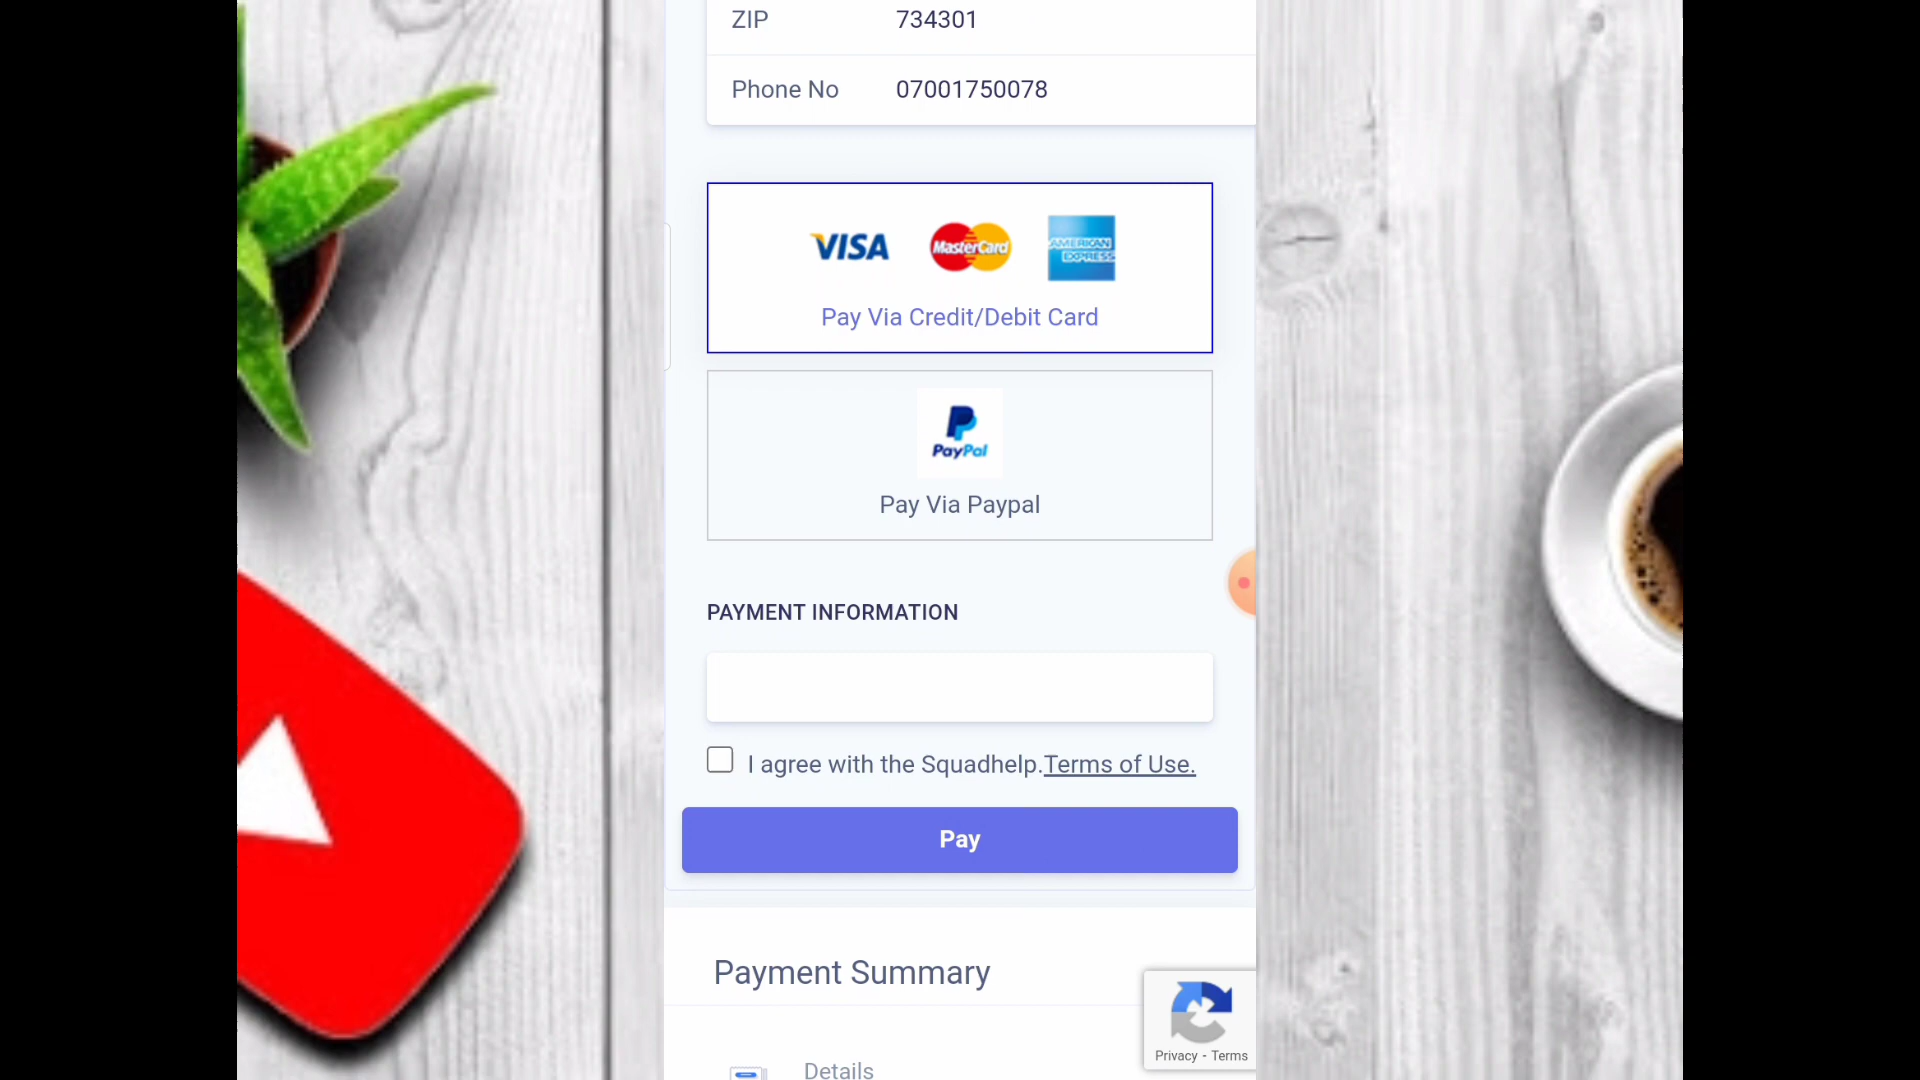 ZIP 734301
Phone No 07001750078
VISA MasterCard AMERICAN EXPRESS
Pay Via Credit/Debit Card
PayPal
Pay Via Paypal
PAYMENT INFORMATION
I agree with the Squadhelp.Terms of Use.
Pay
Payment Summary
Privacy - Terms
Details